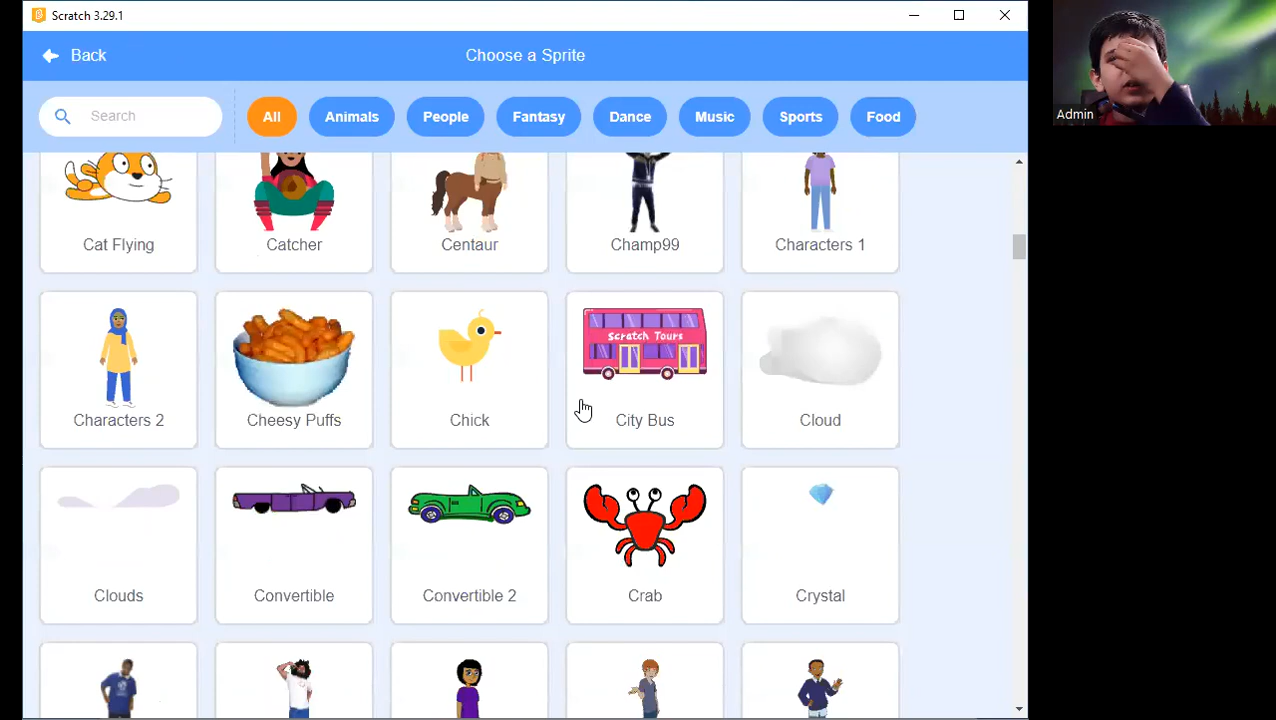 Scratch 3.29.1
Back
Choose a Sprite
Search
All
Animals
People
Fantasy
Dance
Music
Sports
Food
Admin
Cat Flying
Catcher
Centaur
Champ99
Characters 1
Scratch Tours
Characters 2
Cheesy Puffs
Chick
City Bus
Cloud
Clouds
Convertible
Convertible 2
Crab
Crystal